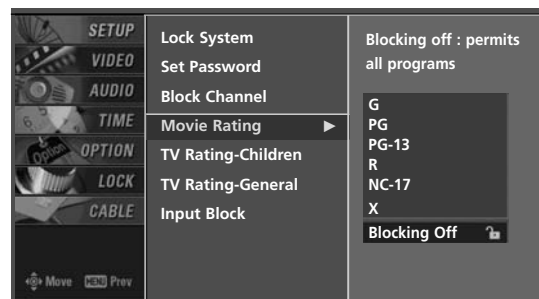 SETUP
VIDEO
AUDIO
TIME
OPTION
LOCK
CABLE
Move MENU Prev
Lock System
Set Password
Block Channel
Movie Rating ►
TV Rating-Children
TV Rating-General
Input Block
Blocking off : permits
all programs
G
PG
PG-13
R
NC-17
X
Blocking Off